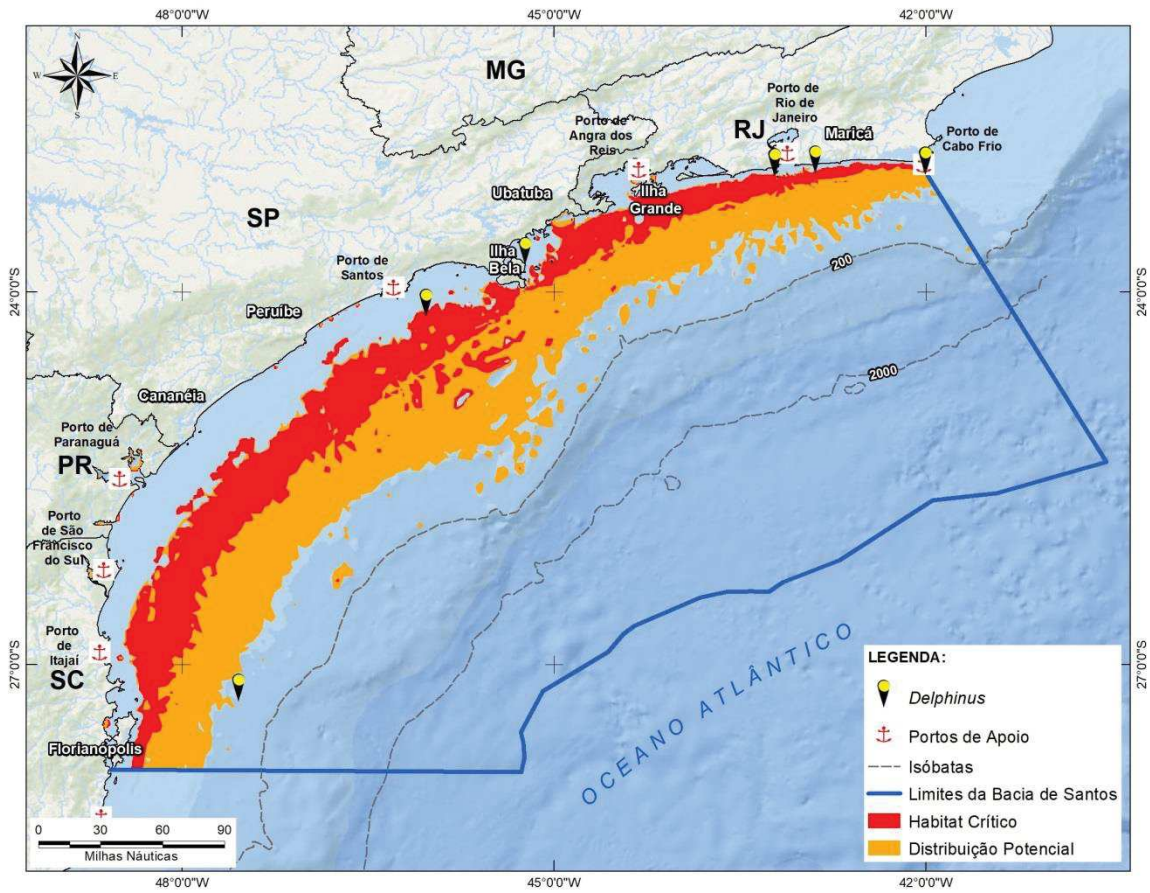 48°0'0"W
45°0'0"W
42°0'0"W
N
W
E
S
MG
Porto de
Rio de
Janeiro
Porto de
Angra dos
Reis
RJ
Maricá
Porto de
Cabo Frio
Ubatuba
Ilha
Grande
SP
Ilha
Bela
Porto de
Santos
200
24°0'0"S
24°0'0"S
Peruíbe
2000
Cananéia
Porto de
Paranaguá
PR
Porto
de São
Francisco
do Sul
Porto
de
Itajaí
27°0'0"S
27°0'0"S
SC
OCEANO ATLÂNTICO
Florianópolis
LEGENDA:
Delphinus
Portos de Apoio
Isóbatas
Limites da Bacia de Santos
Habitat Crítico
Distribuição Potencial
0 30 60 90
Milhas Náuticas
48°0'0"W
45°0'0"W
42°0'0"W